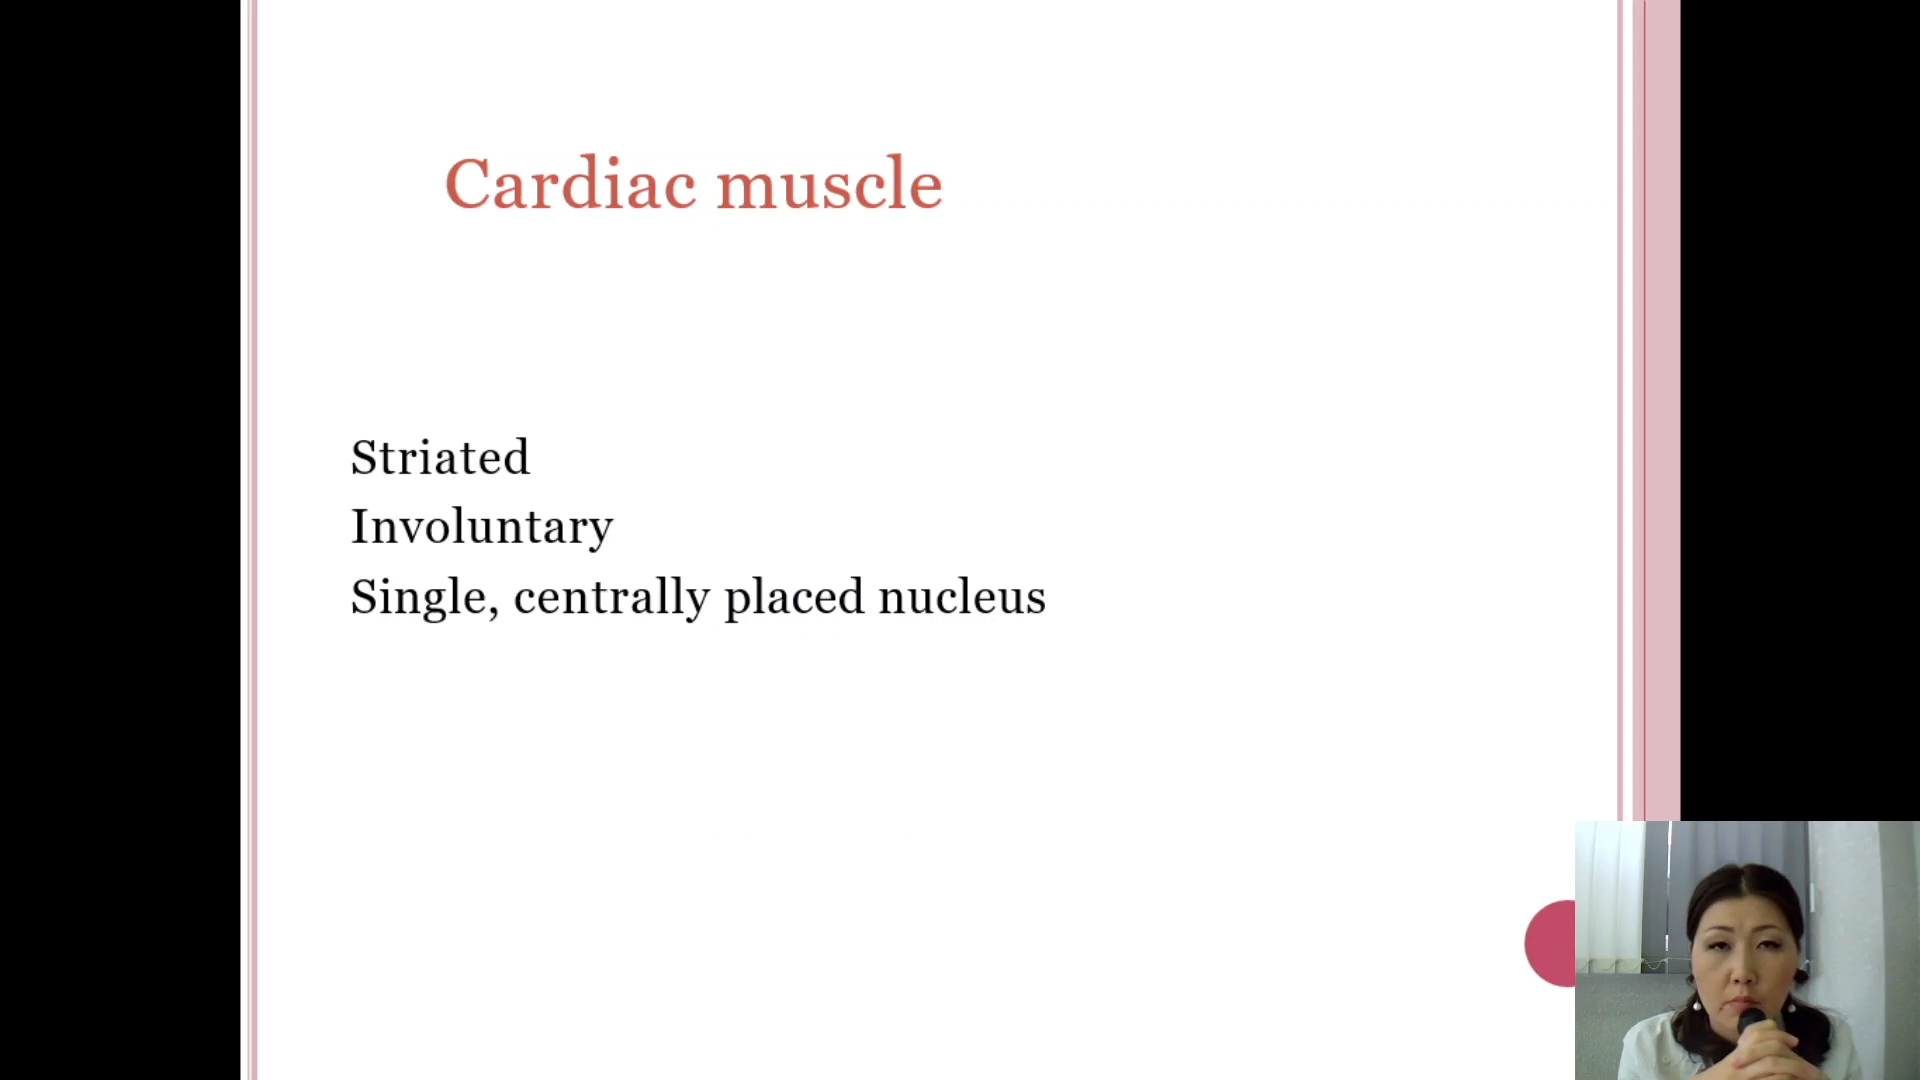 Cardiac muscle
Striated
Involuntary
Single, centrally placed nucleus